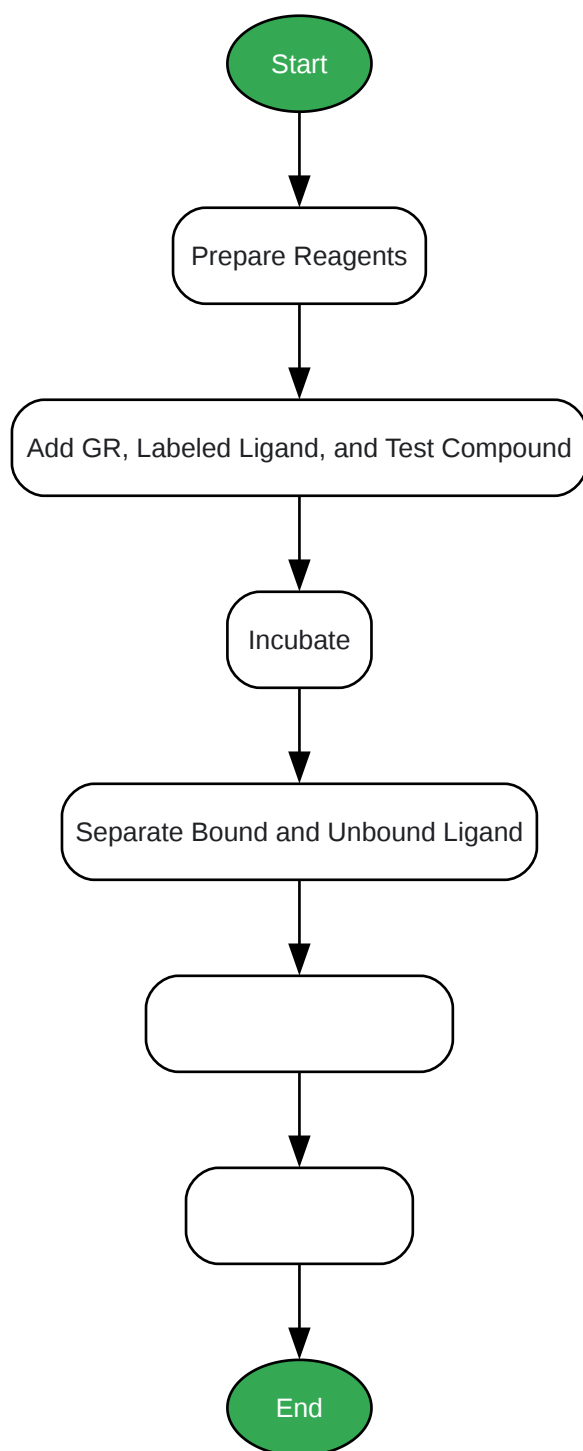 Start
Prepare Reagents
Add GR, Labeled Ligand, and Test Compound
Incubate
Separate Bound and Unbound Ligand
End